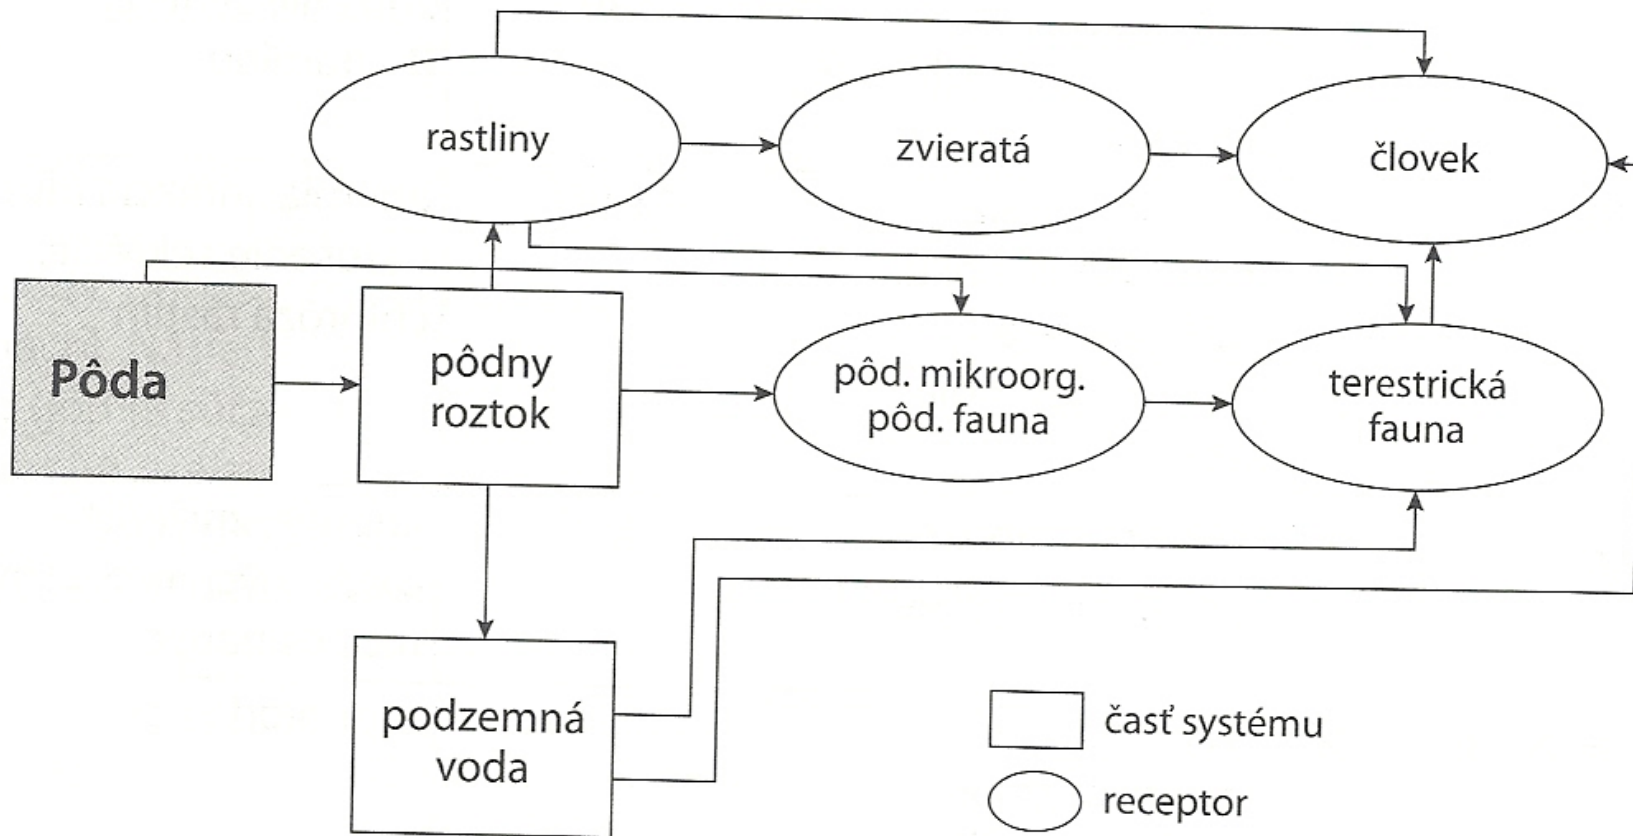 rastliny
zvieratá
človek
Pôda
pôdny
roztok
pôd. mikroorg.
pôd. fauna
terestrická
fauna
podzemná
voda
časť systému
receptor